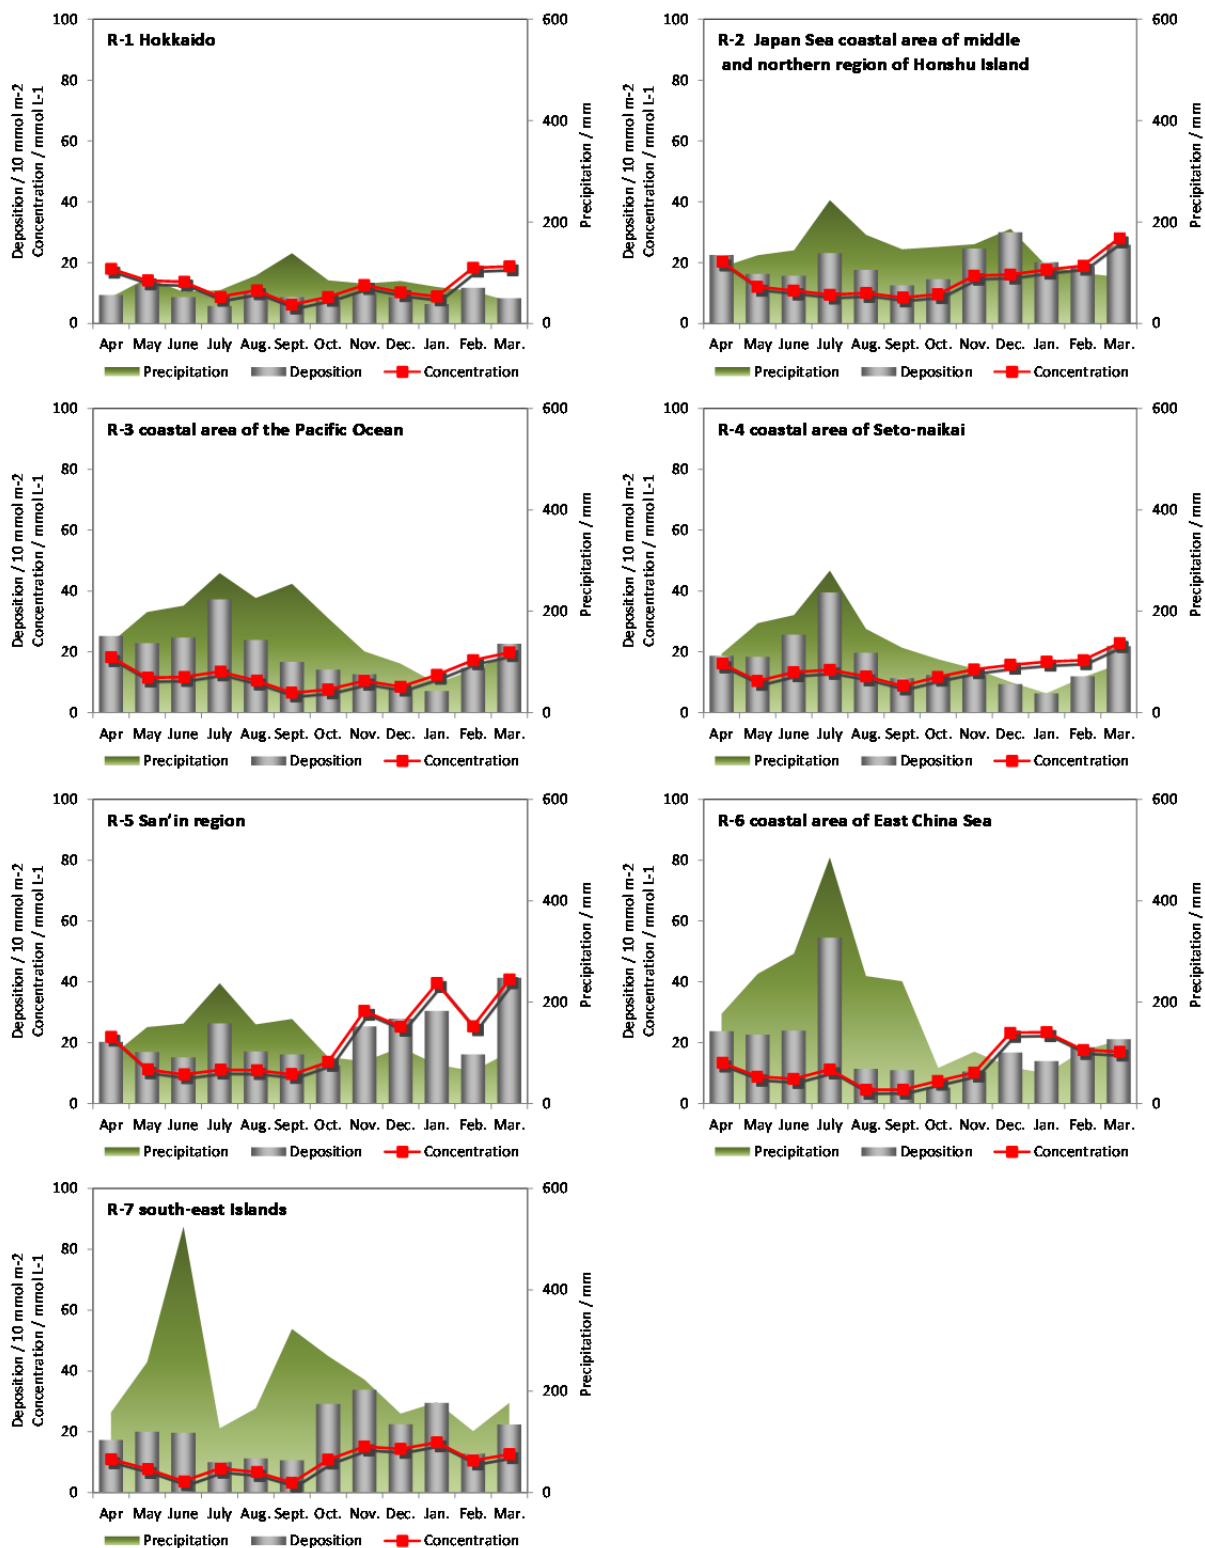 R-1 Hokkaido
Deposition / 10 mmol m-2
Concentration / mmol L-1
100
80
60
40
20
0
600
400
200
0
Precipitation / mm
Apr May June July Aug. Sept. Oct. Nov. Dec. Jan. Feb. Mar.
Precipitation Deposition Concentration
R-2 Japan Sea coastal area of middle
and northern region of Honshu Island
Deposition / 10 mmol m-2
Concentration / mmol L-1
100
80
60
40
20
0
600
400
200
0
Precipitation / mm
Apr May June July Aug. Sept. Oct. Nov. Dec. Jan. Feb. Mar.
Precipitation Deposition Concentration
R-3 coastal area of the Pacific Ocean
Deposition / 10 mmol m-2
Concentration / mmol L-1
100
80
60
40
20
0
600
400
200
0
Precipitation / mm
Apr May June July Aug. Sept. Oct. Nov. Dec. Jan. Feb. Mar.
Precipitation Deposition Concentration
R-4 coastal area of Seto-naikai
Deposition / 10 mmol m-2
Concentration / mmol L-1
100
80
60
40
20
0
600
400
200
0
Precipitation / mm
Apr May June July Aug. Sept. Oct. Nov. Dec. Jan. Feb. Mar.
Precipitation Deposition Concentration
R-5 San'in region
Deposition / 10 mmol m-2
Concentration / mmol L-1
100
80
60
40
20
0
600
400
200
0
Precipitation / mm
Apr May June July Aug. Sept. Oct. Nov. Dec. Jan. Feb. Mar.
Precipitation Deposition Concentration
R-6 coastal area of East China Sea
Deposition / 10 mmol m-2
Concentration / mmol L-1
100
80
60
40
20
0
600
400
200
0
Precipitation / mm
Apr May June July Aug. Sept. Oct. Nov. Dec. Jan. Feb. Mar.
Precipitation Deposition Concentration
R-7 south-east Islands
Deposition / 10 mmol m-2
Concentration / mmol L-1
100
80
60
40
20
0
600
400
200
0
Precipitation / mm
Apr May June July Aug. Sept. Oct. Nov. Dec. Jan. Feb. Mar.
Precipitation Deposition Concentration